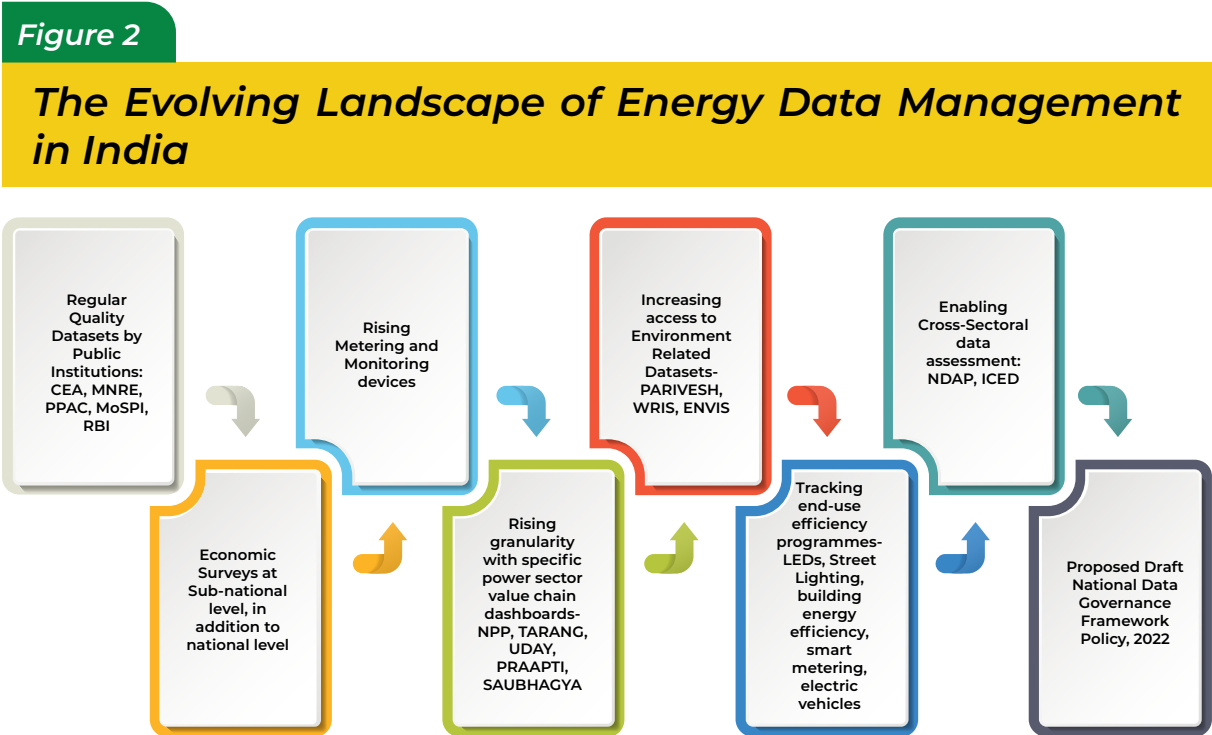 Figure 2
The Evolving Landscape of Energy Data Management
in India
Regular
Quality
Datasets by
Public
Institutions:
CEA, MNRE,
PPAC, MoSPI,
RBI
Economic
Surveys at
Sub-national
level, in
addition to
national level
Rising
Metering and
Monitoring
devices
Rising
granularity
with specific
power sector
value chain
dashboards-
NPP, TARANG,
UDAY,
PRAAPTI,
SAUBHAGYA
Increasing
access to
Environment
Related
Datasets-
PARIVESH,
WRIS, ENVIS
Tracking
end-use
efficiency
programmes-
LEDs, Street
Lighting,
building
energy
efficiency,
smart
metering,
electric
vehicles
Enabling
Cross-Sectoral
data
assessment:
NDAP, ICED
Proposed Draft
National Data
Governance
Framework
Policy, 2022